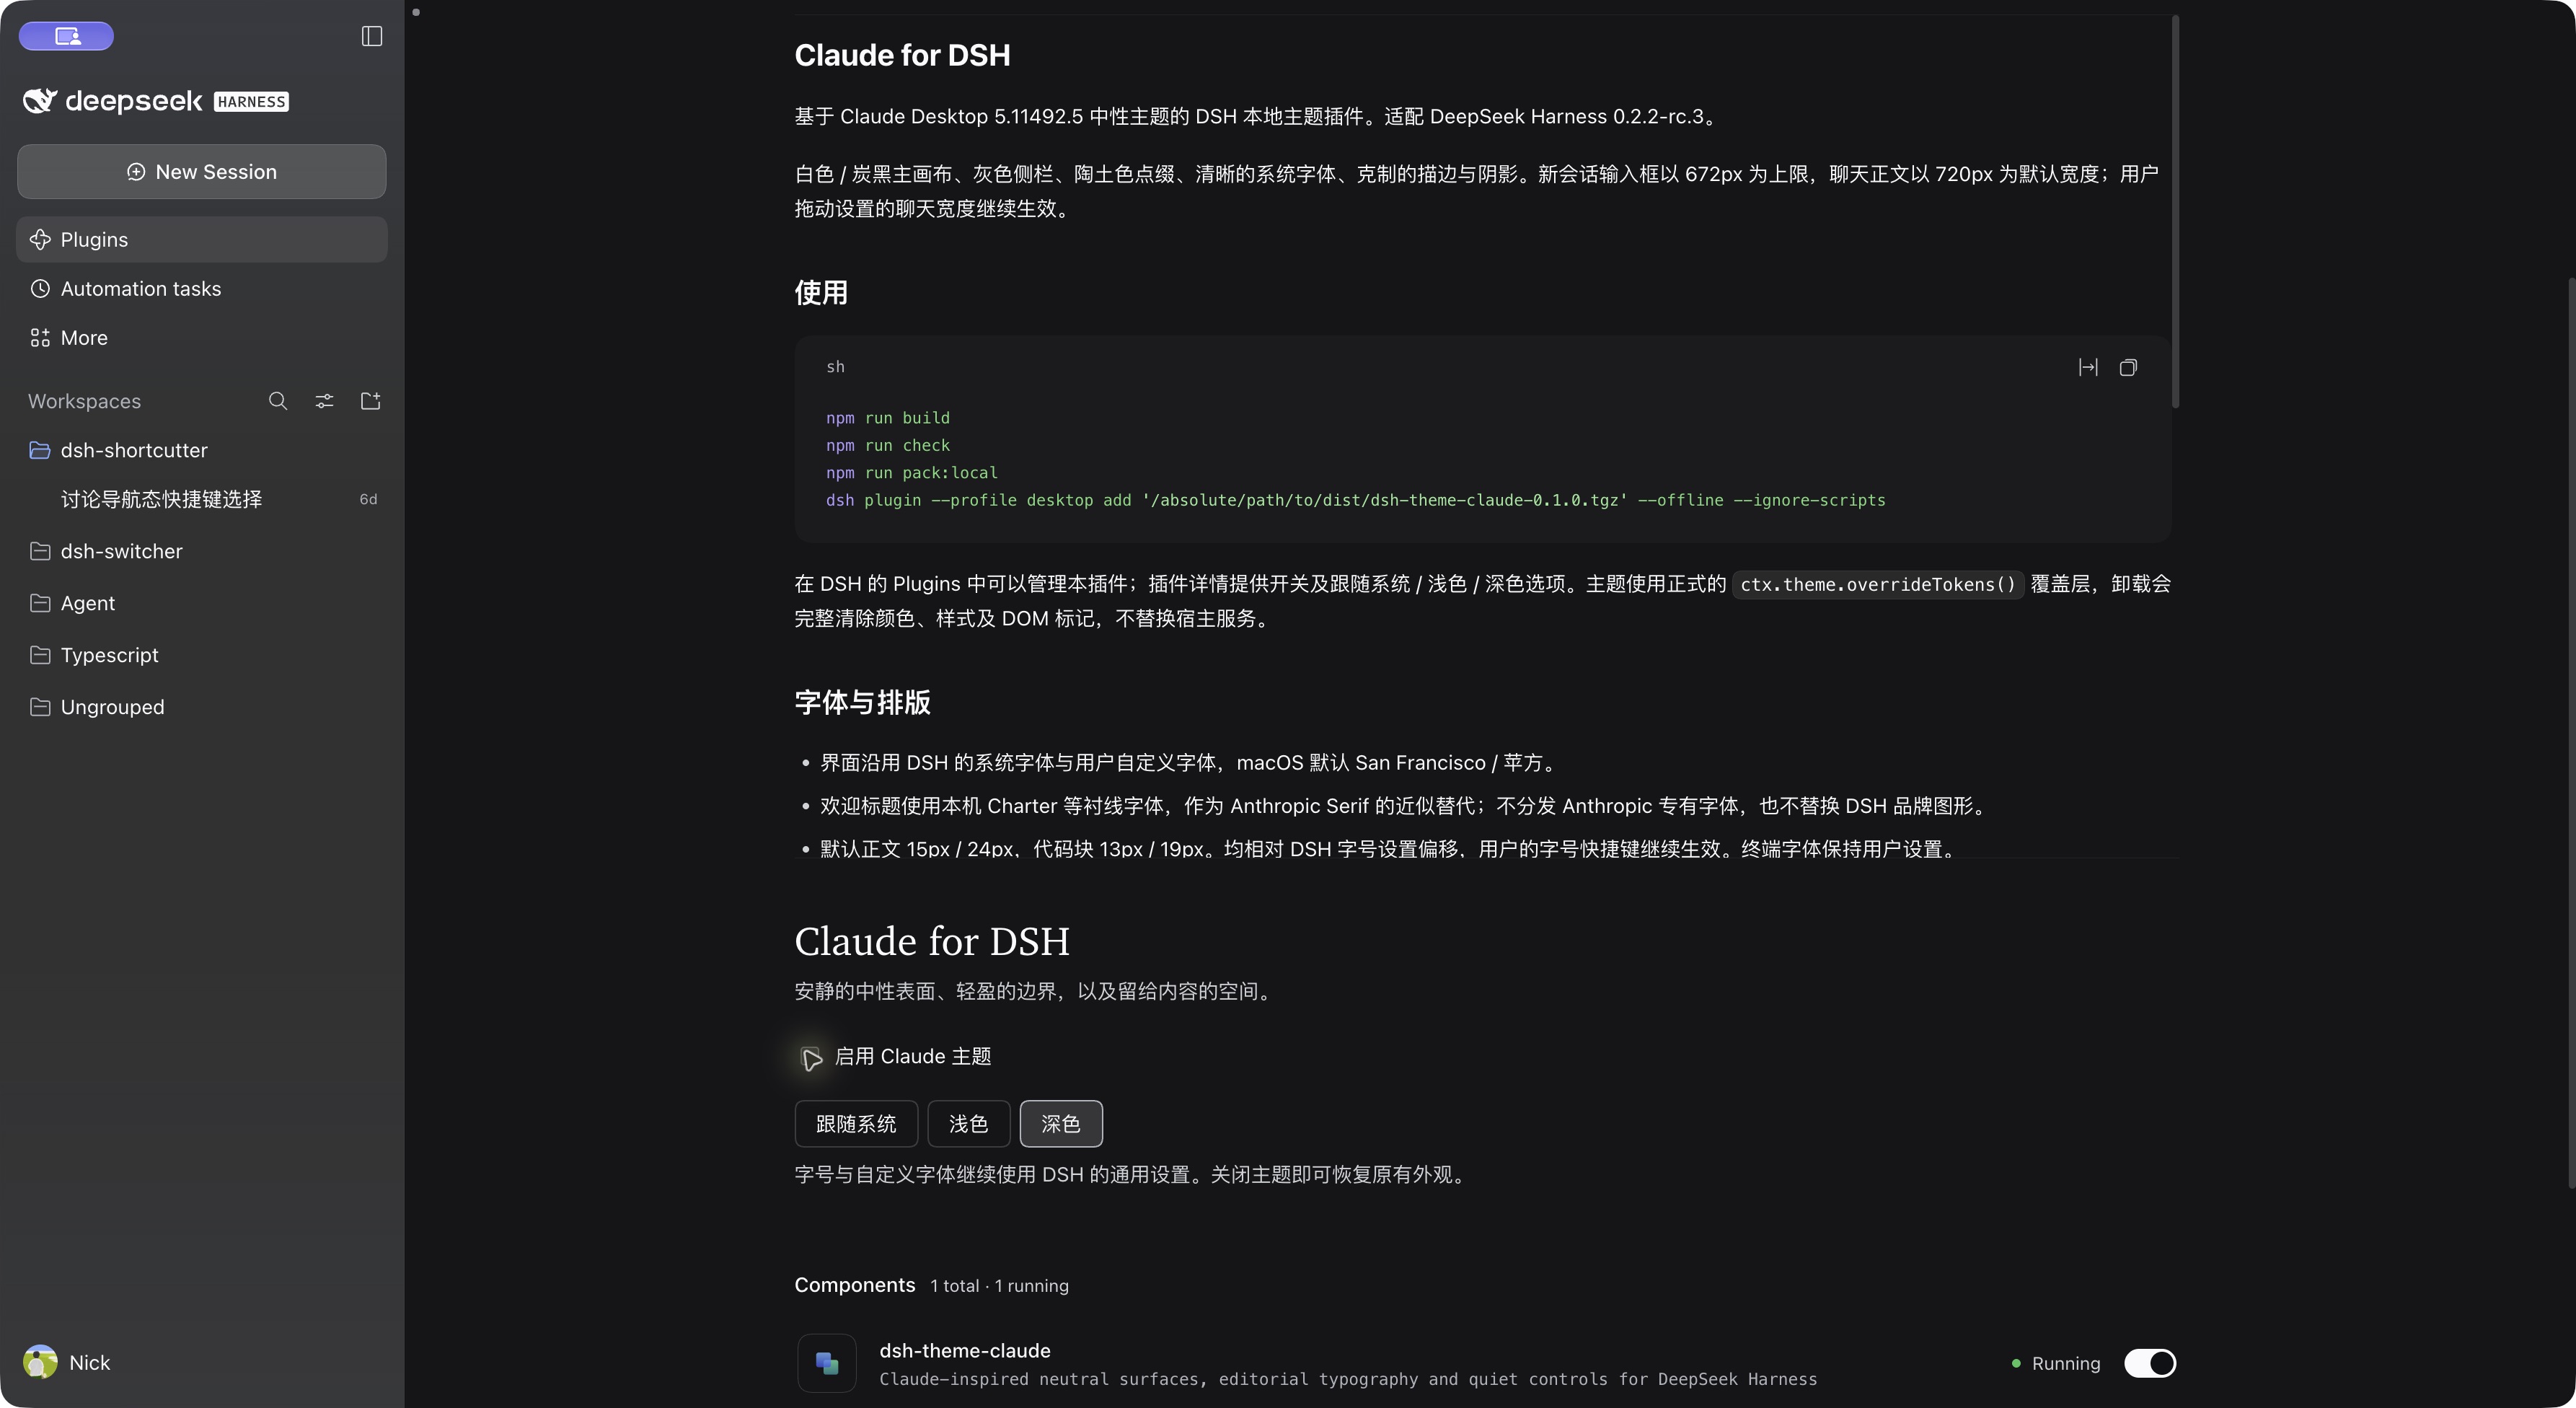 deepseek HARNESS
New Session
Plugins
Automation tasks
More
Workspaces
dsh-shortcutter
讨论导航态快捷键选择 6d
dsh-switcher
Agent
Typescript
Ungrouped
Nick
Claude for DSH
基于 Claude Desktop 5.11492.5 中性主题的 DSH 本地主题插件。适配 DeepSeek Harness 0.2.2-rc.3。
白色 / 炭黑主画布、灰色侧栏、陶土色点缀、清晰的系统字体、克制的描边与阴影。新会话输入框以 672px 为上限，聊天正文以 720px 为默认宽度；用户
拖动设置的聊天宽度继续生效。
使用
sh
npm run build
npm run check
npm run pack:local
dsh plugin --profile desktop add '/absolute/path/to/dist/dsh-theme-claude-0.1.0.tgz' --offline --ignore-scripts
在 DSH 的 Plugins 中可以管理本插件；插件详情提供开关及跟随系统 / 浅色 / 深色选项。主题使用正式的 ctx.theme.overrideTokens() 覆盖层，卸载会
完整清除颜色、样式及 DOM 标记，不替换宿主服务。
字体与排版
• 界面沿用 DSH 的系统字体与用户自定义字体，macOS 默认 San Francisco / 苹方。
• 欢迎标题使用本机 Charter 等衬线字体，作为 Anthropic Serif 的近似替代；不分发 Anthropic 专有字体，也不替换 DSH 品牌图形。
• 默认正文 15px / 24px，代码块 13px / 19px。均相对 DSH 字号设置偏移，用户的字号快捷键继续生效。终端字体保持用户设置。
Claude for DSH
安静的中性表面、轻盈的边界，以及留给内容的空间。
启用 Claude 主题
跟随系统 浅色 深色
字号与自定义字体继续使用 DSH 的通用设置。关闭主题即可恢复原有外观。
Components 1 total · 1 running
dsh-theme-claude
Claude-inspired neutral surfaces, editorial typography and quiet controls for DeepSeek Harness
Running